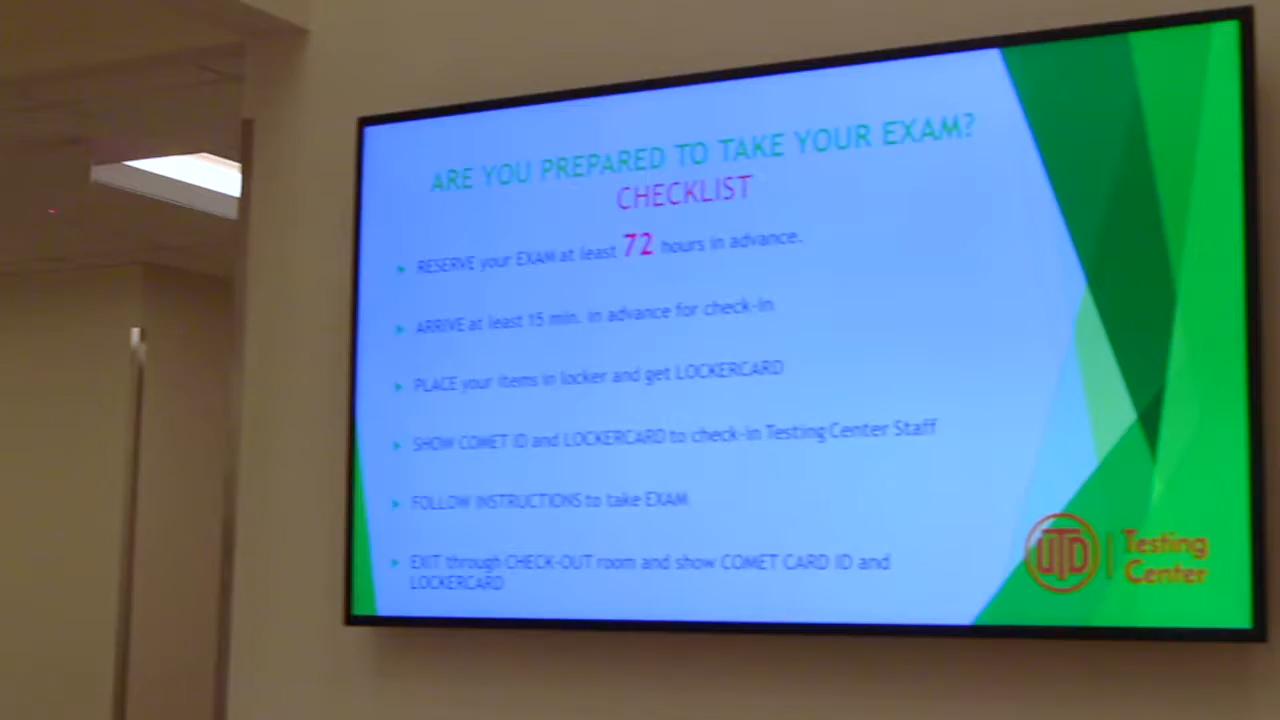 ARE YOU PREPARED TO TAKE YOUR EXAM?
CHECKLIST
RESERVE your EXAM at least 72 hours in advance.
ARRIVE at least 15 min. in advance for check-in
PLACE your items in locker and get LOCKERCARD
SHOW COMET ID and LOCKERCARD to check-in Testing Center Staff
FOLLOW INSTRUCTIONS to take EXAM
EXIT through CHECK-OUT room and show COMET CARD ID and
LOCKERCARD
UTD
Testing
Center